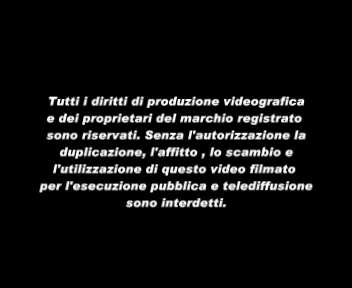 Tutti i diritti di produzione videografica
e dei proprietari del marchio registrato
sono riservati. Senza l'autorizzazione la
duplicazione, l'affitto , lo scambio e
l'utilizzazione di questo video filmato
per l'esecuzione pubblica e telediffusione
sono interdetti.